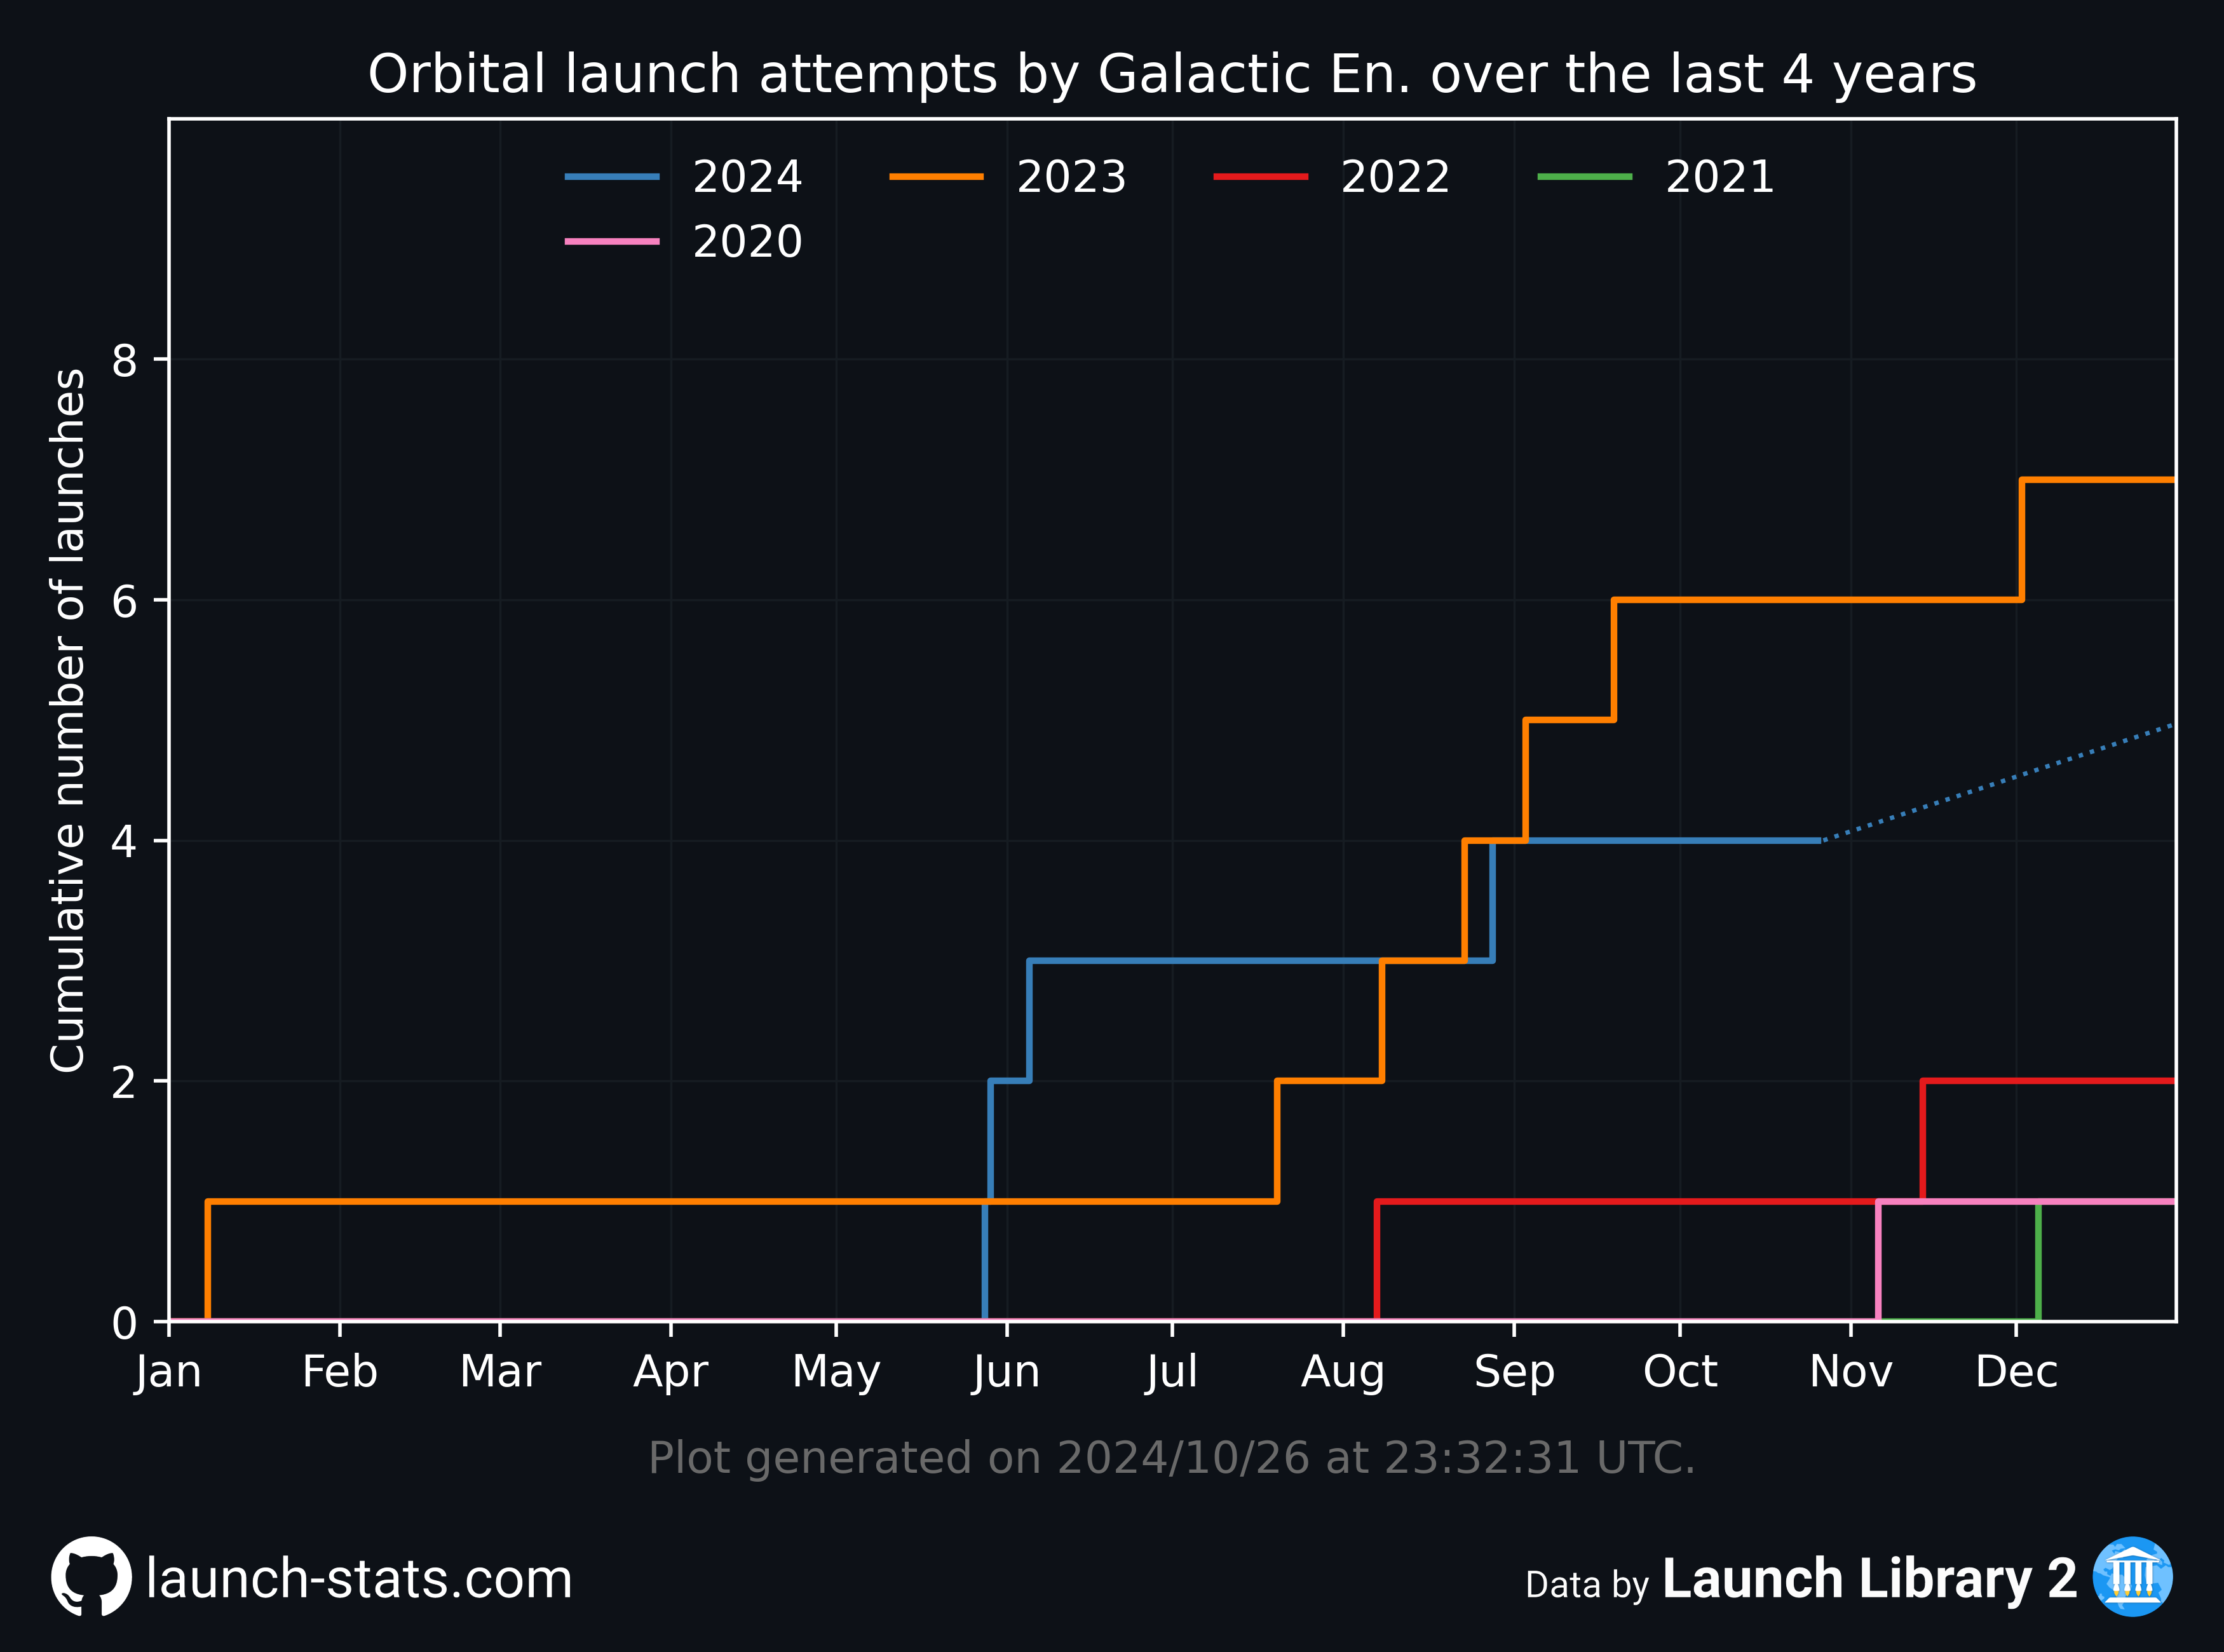 Orbital launch attempts by Galactic En. over the last 4 years
2024 2023 2022 2021
2020
Cumulative number of launches
8
6
4
2
0
Jan Feb Mar Apr May Jun Jul Aug Sep Oct Nov Dec
Plot generated on 2024/10/26 at 23:32:31 UTC.
launch-stats.com
Data by Launch Library 2